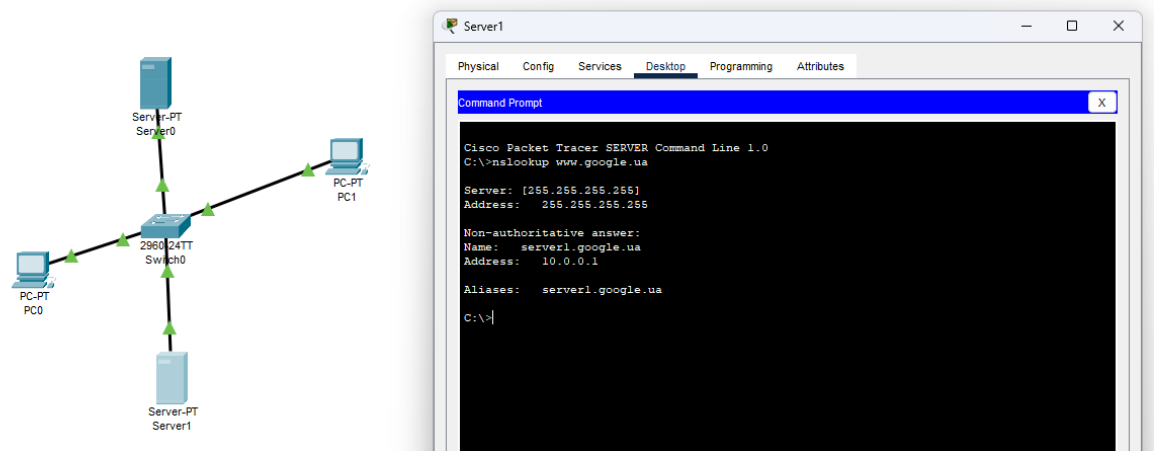 Server-PT
Server0
PC-PT
PC1
2960-24TT
Switch0
PC-PT
PC0
Server-PT
Server1
Server1
Physical Config Services Desktop Programming Attributes
Command Prompt
X
Cisco Packet Tracer SERVER Command Line 1.0
C:\>nslookup www.google.ua
Server: [255.255.255.255]
Address: 255.255.255.255
Non-authoritative answer:
Name: server1.google.ua
Address: 10.0.0.1
Aliases: server1.google.ua
C:\>